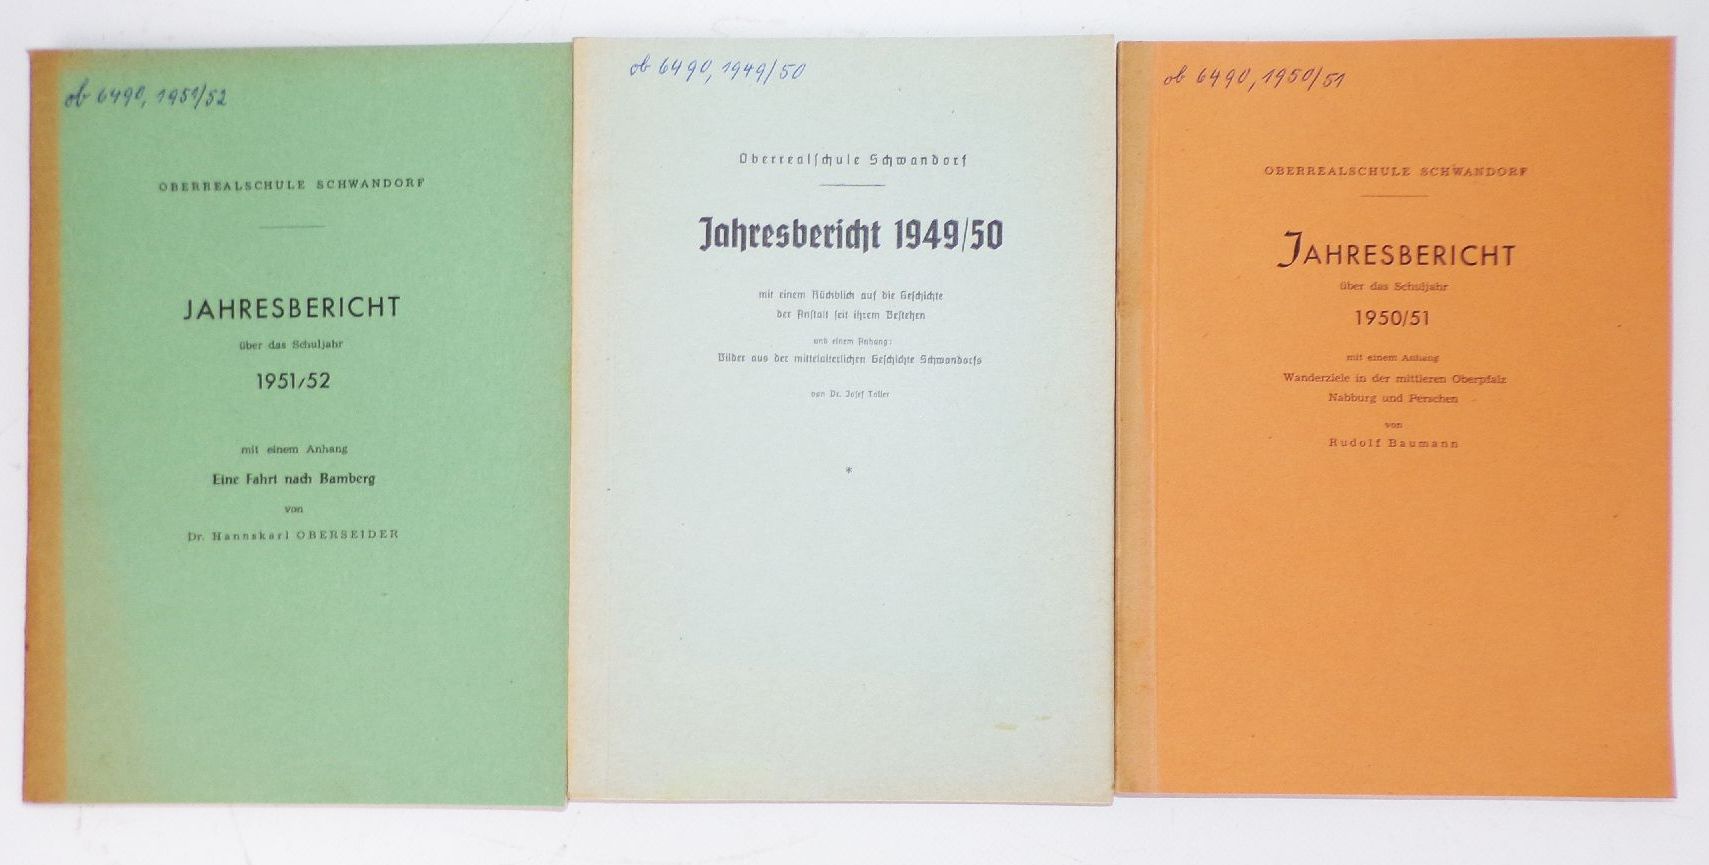 ob 6490, 1951/52
OBERREALSCHULE SCHWANDORF
JAHRESBERICHT
über das Schuljahr
1951/52
mit einem Anhang
Eine Fahrt nach Bamberg
von
Dr. Hannskarl OBERSEIDER
ob 6490, 1949/50
Oberrealschule Schwandorf
Jahresbericht 1949/50
mit einem Rückblick auf die Geschichte
der Anstalt seit ihrem Bestehen
und einem Anhang:
Bilder aus der mittelalterlichen Geschichte Schwandorfs
von Dr. Josef Taller
*
ob 6490, 1950/51
OBERREALSCHULE SCHWANDORF
JAHRESBERICHT
über das Schuljahr
1950/51
mit einem Anhang
Wanderziele in der mittleren Oberpfalz
Nabburg und Perschen
von
Rudolf Baumann